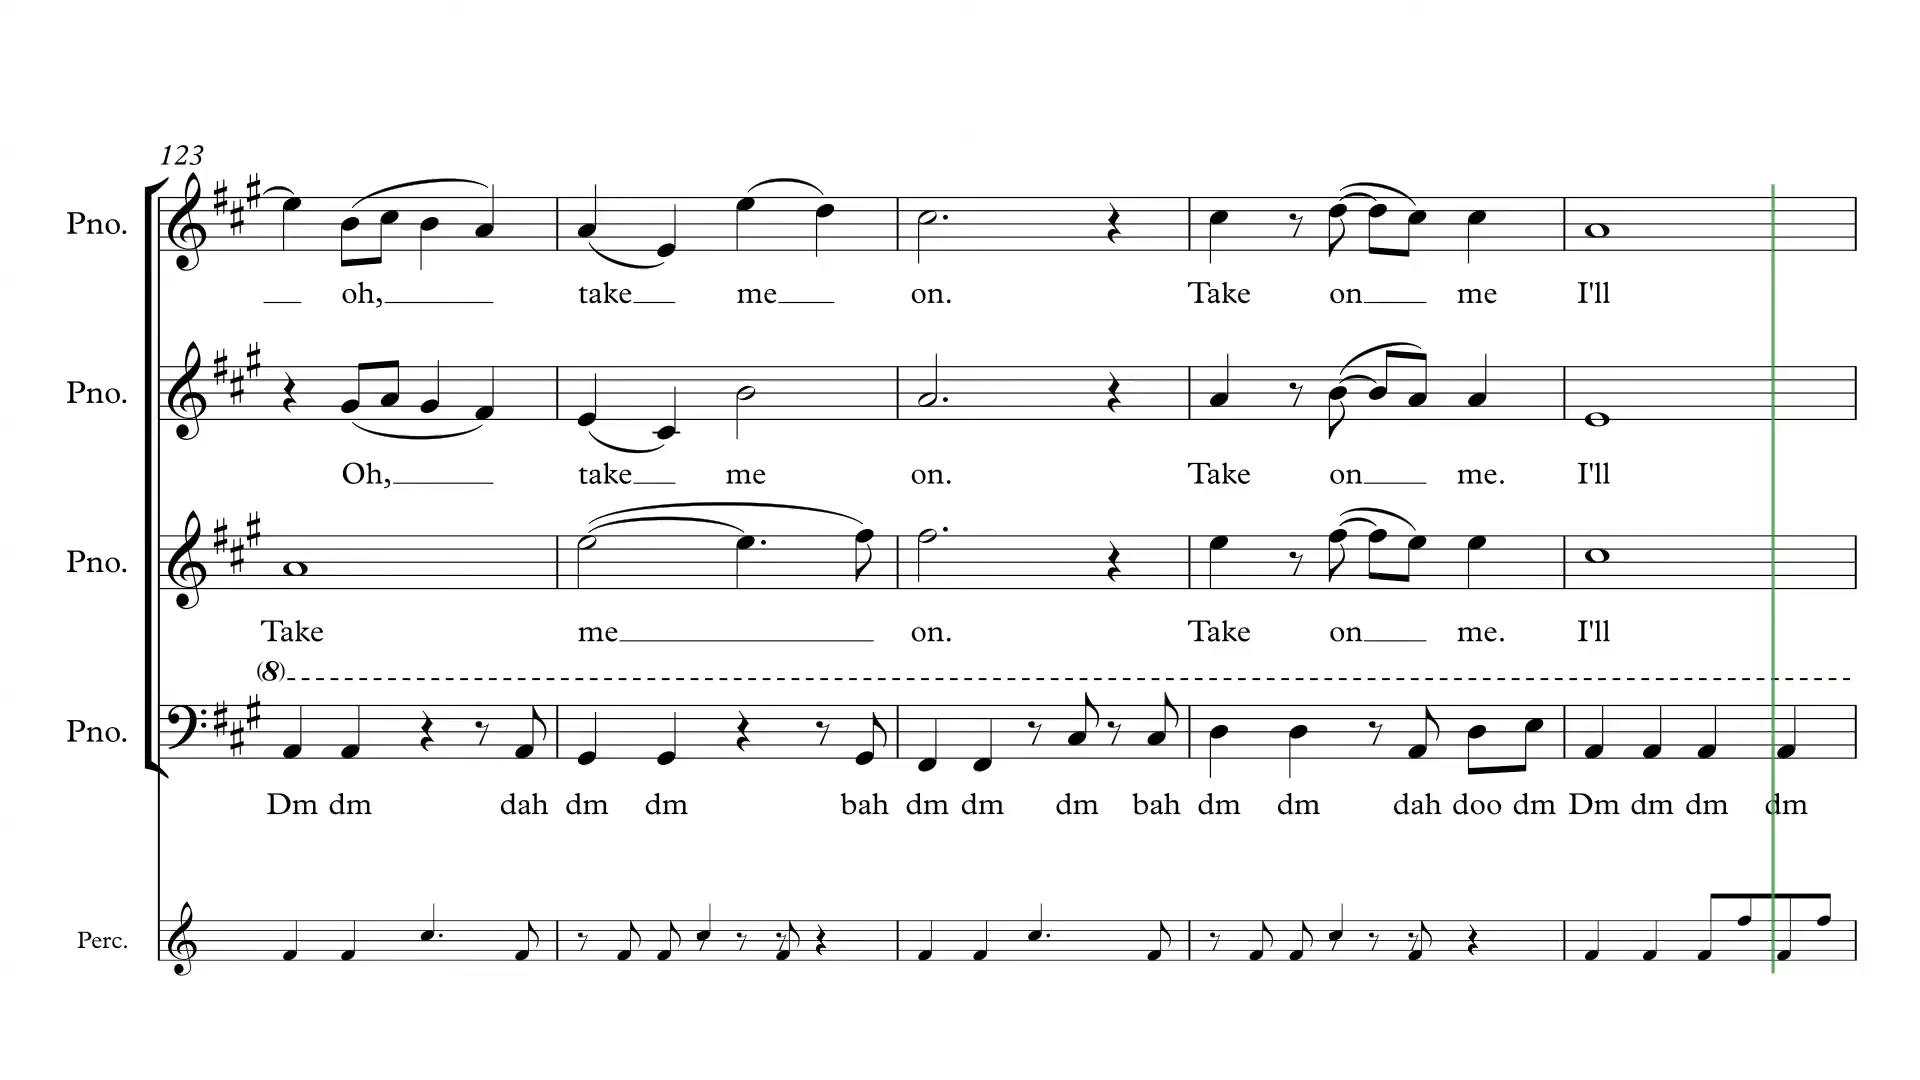 123
Pno.
oh, take me on. Take on me I'll
Pno.
Oh, take me on. Take on me. I'll
Pno.
Take me on. Take on me. I'll
(8)
Pno.
Dm dm dah dm dm bah dm dm dm bah dm dm dah doo dm Dm dm dm dm
Perc.